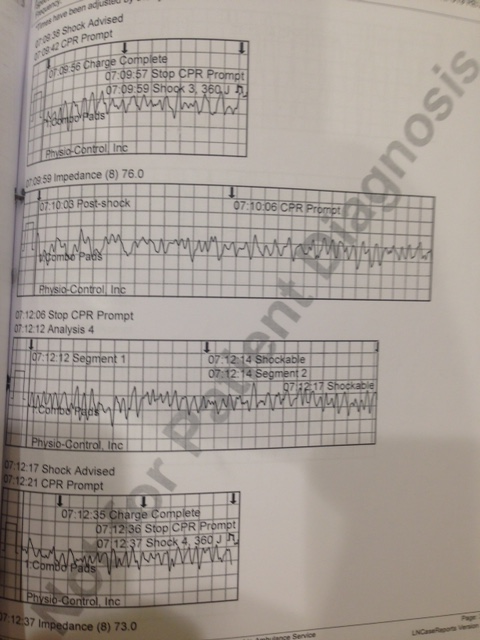 frequency.
07:09:38 Shock Advised
07:09:42 CPR Prompt
07:09:56 Charge Complete
07:09:57 Stop CPR Prompt
07:09:59 Shock 3, 360 J
Combo Pads
Physio-Control, Inc
07:09:59 Impedance (8) 76.0
07:10:03 Post-shock
07:10:06 CPR Prompt
Combo Pads
Physio-Control, Inc
07:12:06 Stop CPR Prompt
07:12:12 Analysis 4
07:12:12 Segment 1
07:12:14 Shockable
07:12:14 Segment 2
07:12:17 Shockable
Combo Pads
Physio-Control, Inc
07:12:17 Shock Advised
07:12:21 CPR Prompt
07:12:35 Charge Complete
07:12:36 Stop CPR Prompt
07:12:37 Shock 4, 360 J
1:Combo Pads
Physio-Control, Inc
07:12:37 Impedance (8) 73.0
Page:
Ambulance Service
LNCaseReports Version
Not for Patient Diagnosis